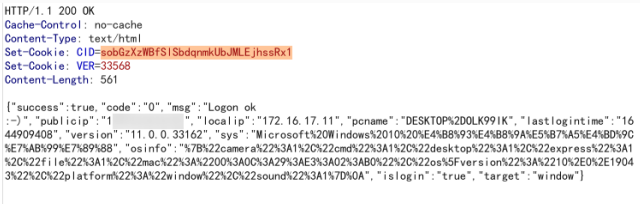 HTTP/1.1 200 OK
Cache-Control: no-cache
Content-Type: text/html
Set-Cookie: CID=sobGzXzWBfSISbdqnmkUbJMLEjhssRx1
Set-Cookie: VER=33568
Content-Length: 561
{"success":true,"code":"0","msg":"Logon ok
:-)","publicip":"1 ","localip":"172.16.17.11","pcname":"DESKTOP%2DOLK99IK","lastlogintime":"16
44909408","version":"11.0.0.33162","sys":"Microsoft%20Windows%2010%20%E4%B8%93%E4%B8%9A%E5%B7%A5%E4%BD%9C
%E7%AB%99%E7%89%88","osinfo":"%7B%22camera%22%3A1%2C%22cmd%22%3A1%2C%22desktop%22%3A1%2C%22express%22%3A1
%2C%22file%22%3A1%2C%22mac%22%3A%2200%3A0C%3A29%3AE3%3A02%3AB0%22%2C%22os%5Fversion%22%3A%2210%2E0%2E1904
3%22%2C%22platform%22%3A%22window%22%2C%22sound%22%3A1%7D%0A","islogin":"true","target":"window"}